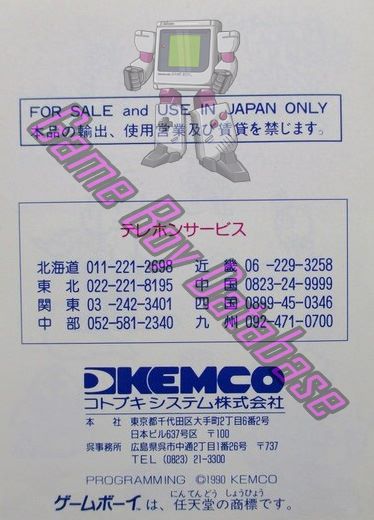 FOR SALE and USE IN JAPAN ONLY
本品の輸出、使用営業及び賃貸を禁じます。
テレホンサービス
北海道 011-221-2698 近畿 06-229-3258
東北 022-221-8195 中国 0823-24-9999
関東 03-242-3401 四国 0899-45-0346
中部 052-581-2340 九州 092-471-0700
KEMCO
コトブキシステム株式会社
本社 東京都千代田区大手町2丁目6番2号
日本ビル637号区 〒100
呉事務所 広島県呉市中通2丁目1番26号 〒737
TEL (0823) 21-3300
PROGRAMMING ©1990 KEMCO
にんてんどう しょうひょう
ゲームボーイは、任天堂の商標です。
Game Boy Database